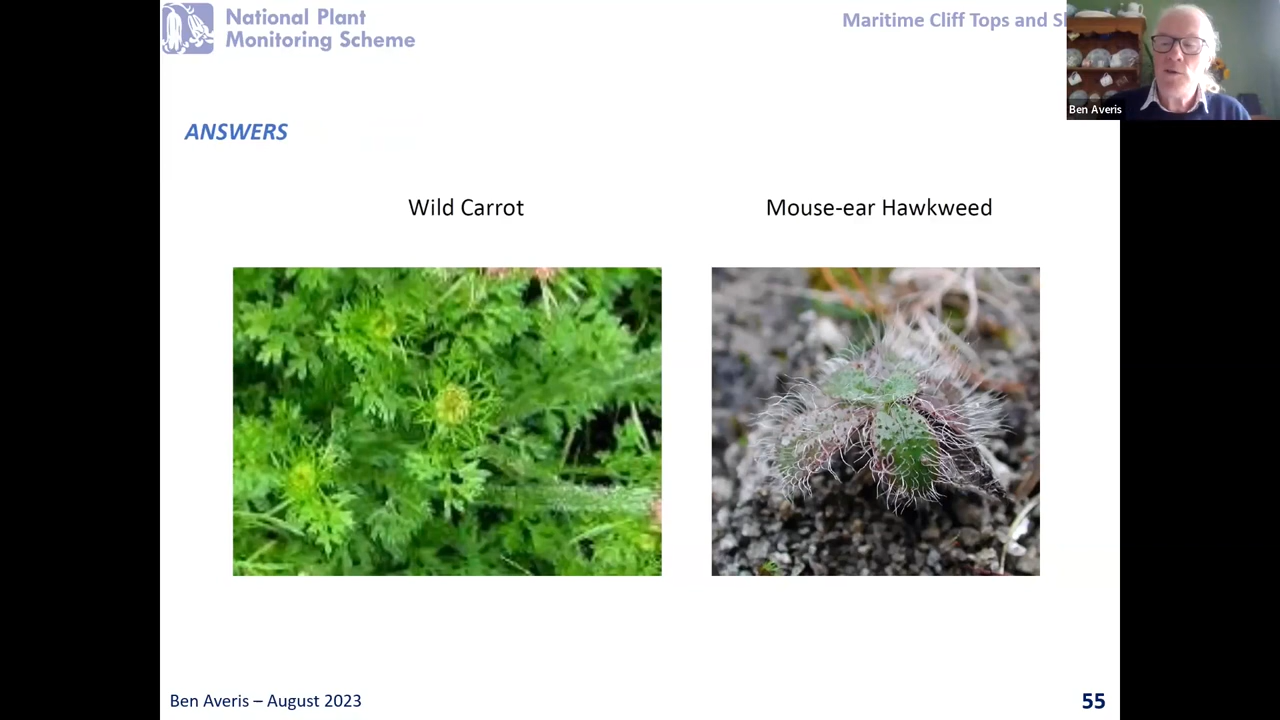 National Plant
Monitoring Scheme
Maritime Cliff Tops and
Ben Averis
ANSWERS
Wild Carrot
Mouse-ear Hawkweed
Ben Averis – August 2023
55